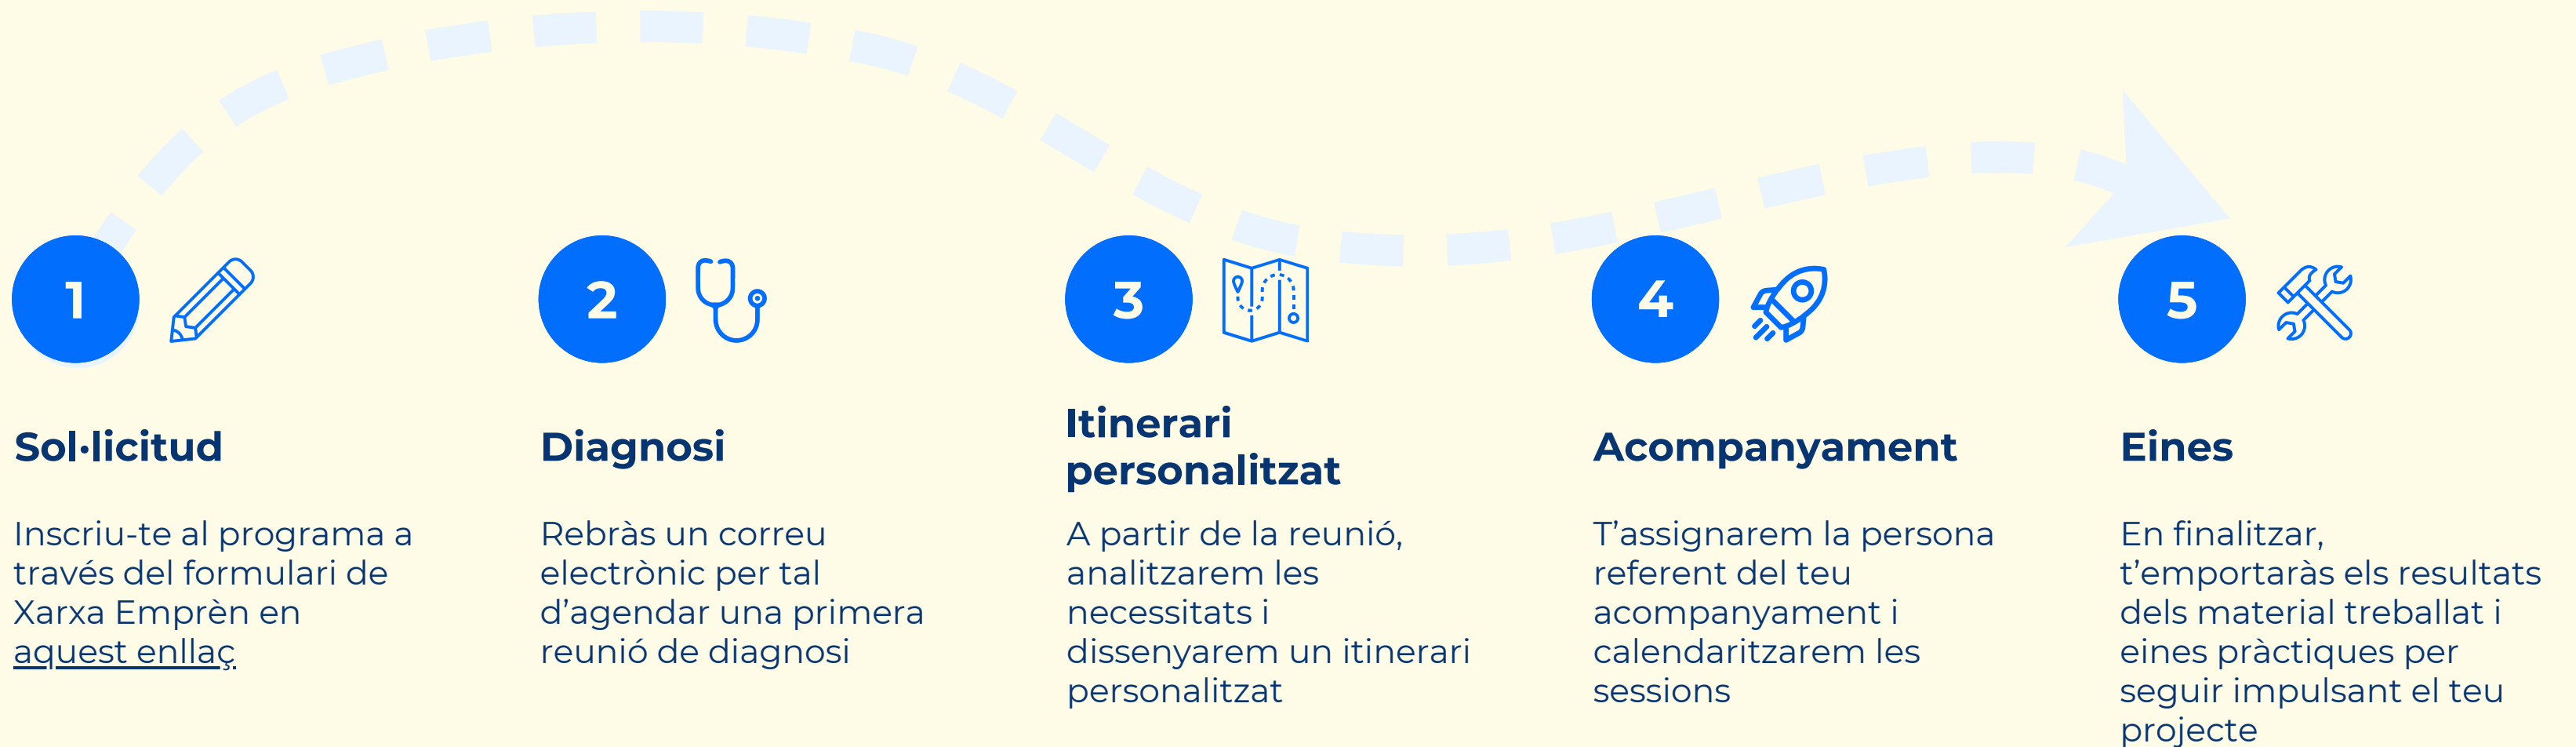 1
Sol·licitud
Inscriu-te al programa a
través del formulari de
Xarxa Emprèn en
aquest enllaç
2
Diagnosi
Rebràs un correu
electrònic per tal
d’agendar una primera
reunió de diagnosi
3
Itinerari
personalitzat
A partir de la reunió,
analitzarem les
necessitats i
dissenyarem un itinerari
personalitzat
4
Acompanyament
T’assignarem la persona
referent del teu
acompanyament i
calendaritzarem les
sessions
5
Eines
En finalitzar,
t’emportaràs els resultats
dels material treballat i
eines pràctiques per
seguir impulsant el teu
projecte